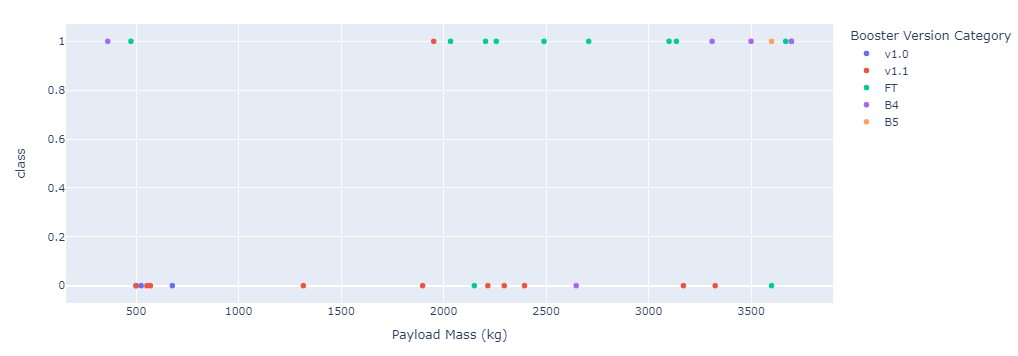 Booster Version Category
v1.0
v1.1
FT
B4
B5
class
1
0.8
0.6
0.4
0.2
0
500
1000
1500
2000
2500
3000
3500
Payload Mass (kg)